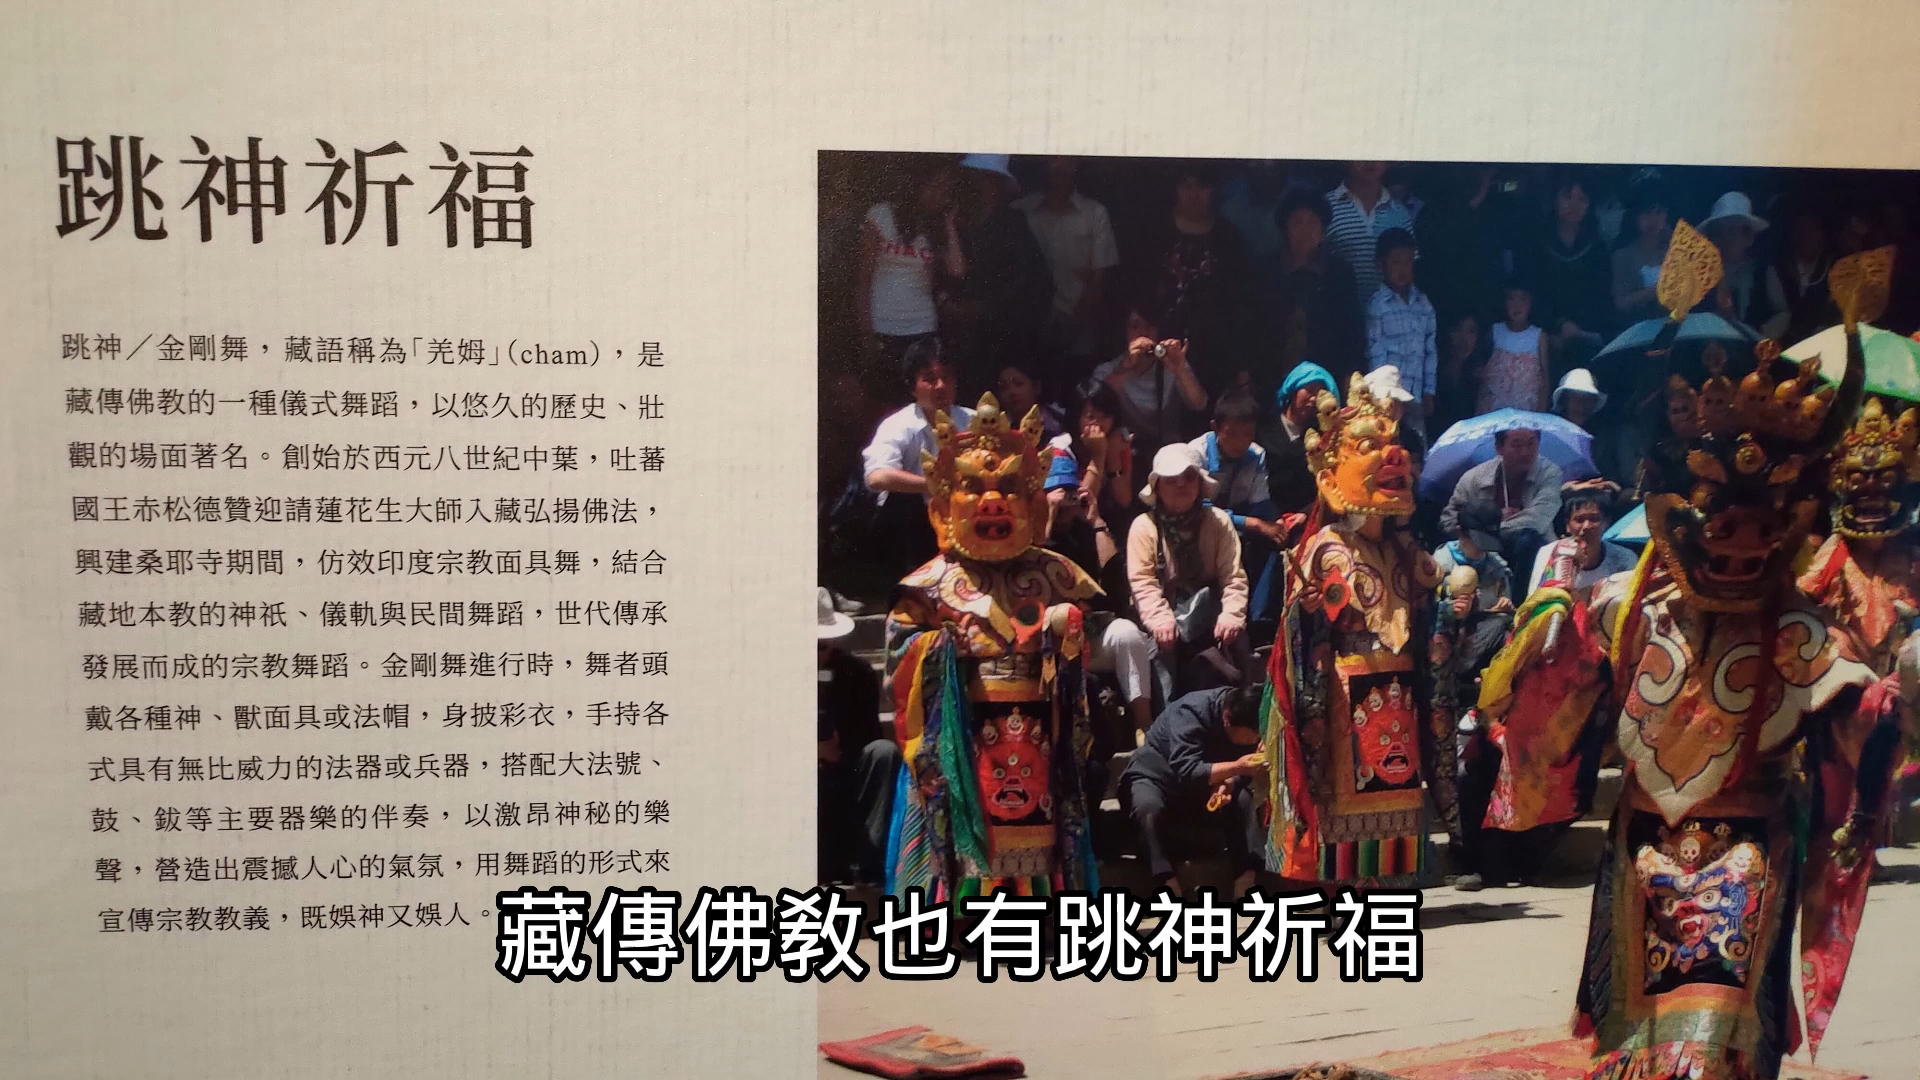 跳神祈福
跳神／金剛舞，藏語稱為「羌姆」（cham），是
藏傳佛教的一種儀式舞蹈，以悠久的歷史、壯
觀的場面著名。創始於西元八世紀中葉，吐蕃
國王赤松德贊迎請蓮花生大師入藏弘揚佛法，
興建桑耶寺期間，仿效印度宗教面具舞，結合
藏地本教的神祇、儀軌與民間舞蹈，世代傳承
發展而成的宗教舞蹈。金剛舞進行時，舞者頭
戴各種神、獸面具或法帽，身披彩衣，手持各
式具有無比威力的法器或兵器，搭配大法號、
鼓、鈸等主要器樂的伴奏，以激昂神秘的樂
聲，營造出震撼人心的氣氛，用舞蹈的形式來
宣傳宗教教義，既娛神又娛人。
藏傳佛教也有跳神祈福